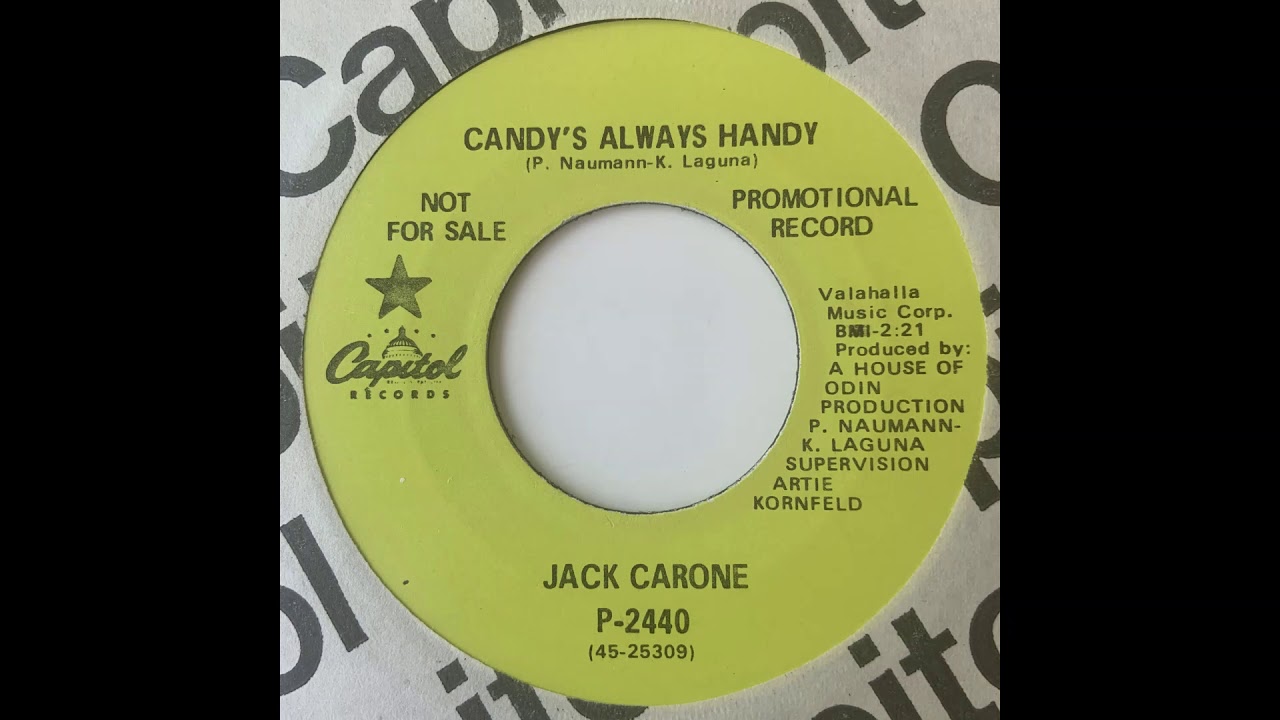 CANDY'S ALWAYS HANDY
(P. Naumann-K. Laguna)
NOT
FOR SALE
PROMOTIONAL
RECORD
Capitol
RECORDS
Valahalla
Music Corp.
BMI-2:21
Produced by:
A HOUSE OF
ODIN
PRODUCTION
P. NAUMANN-
K. LAGUNA
SUPERVISION
ARTIE
KORNFELD
JACK CARONE
P-2440
(45-25309)